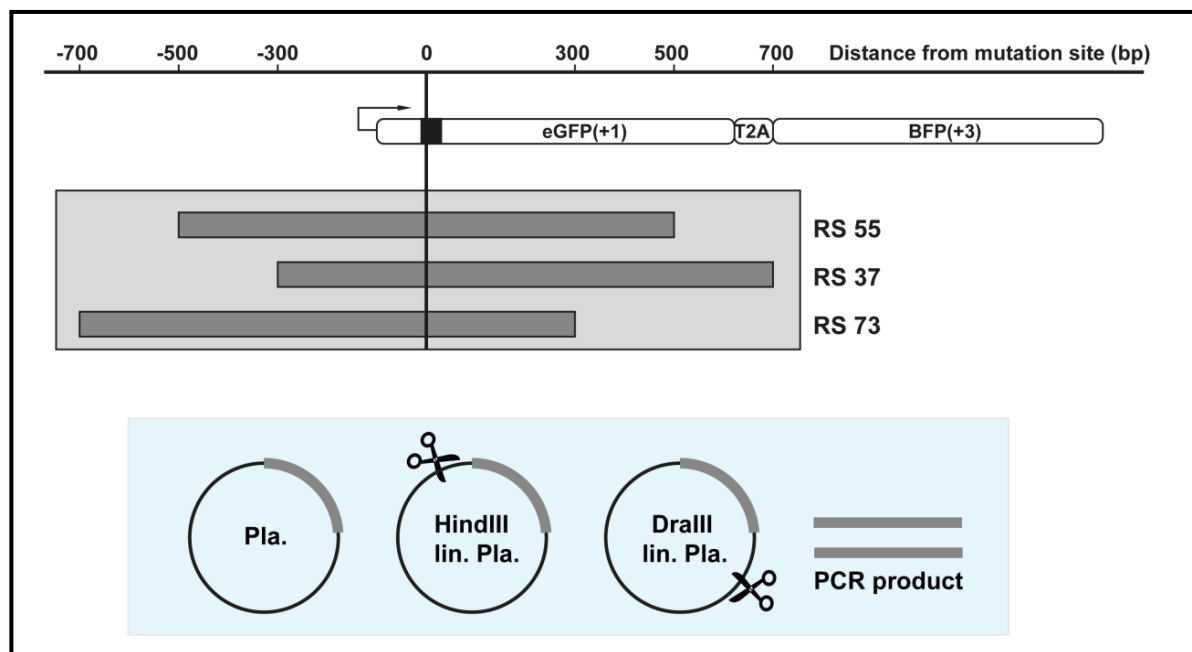 -700 -500 -300 0 300 500 700 Distance from mutation site (bp)
eGFP(+1) T2A BFP(+3)
RS 55
RS 37
RS 73
Pla.
HindIII
lin. Pla.
DraIII
lin. Pla.
PCR product